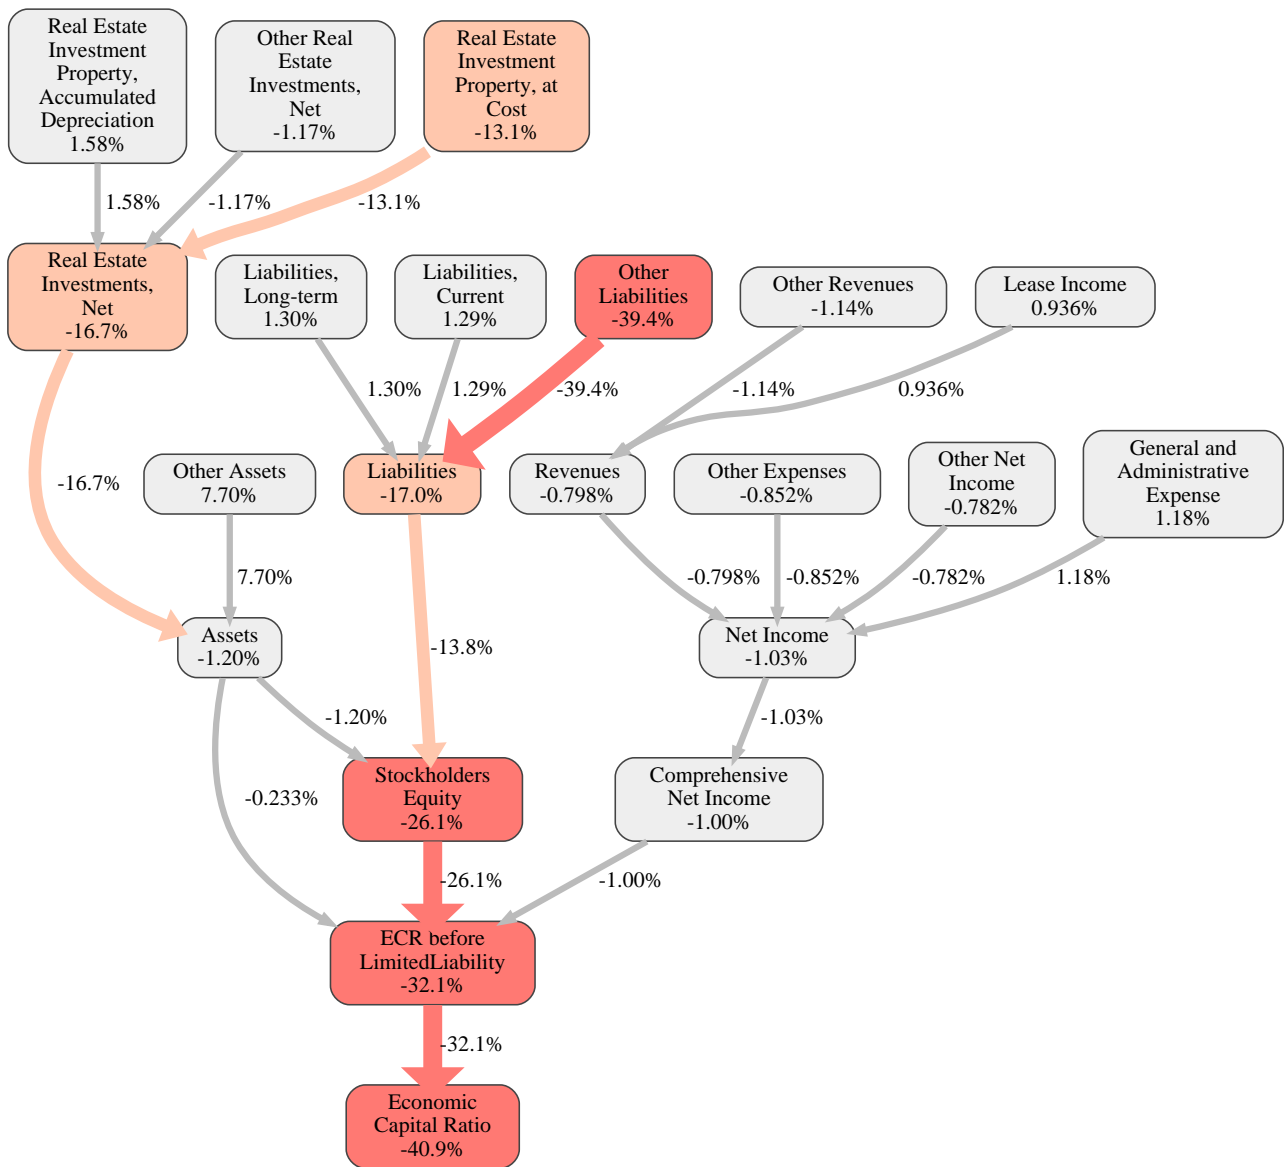 Real Estate
Investment
Property,
Accumulated
Depreciation
1.58%
Other Real
Estate
Investments,
Net
-1.17%
Real Estate
Investment
Property, at
Cost
-13.1%
1.58%
-1.17%
-13.1%
Real Estate
Investments,
Net
-16.7%
Liabilities,
Long-term
1.30%
Liabilities,
Current
1.29%
Other
Liabilities
-39.4%
Other Revenues
-1.14%
Lease Income
0.936%
1.30%
1.29%
-39.4%
-1.14%
0.936%
-16.7%
Other Assets
7.70%
Liabilities
-17.0%
Revenues
-0.798%
Other Expenses
-0.852%
Other Net
Income
-0.782%
General and
Administrative
Expense
1.18%
7.70%
-0.798%
-0.852%
-0.782%
1.18%
Assets
-1.20%
-13.8%
Net Income
-1.03%
-1.20%
-1.03%
-0.233%
Stockholders
Equity
-26.1%
Comprehensive
Net Income
-1.00%
-26.1%
-1.00%
ECR before
LimitedLiability
-32.1%
-32.1%
Economic
Capital Ratio
-40.9%